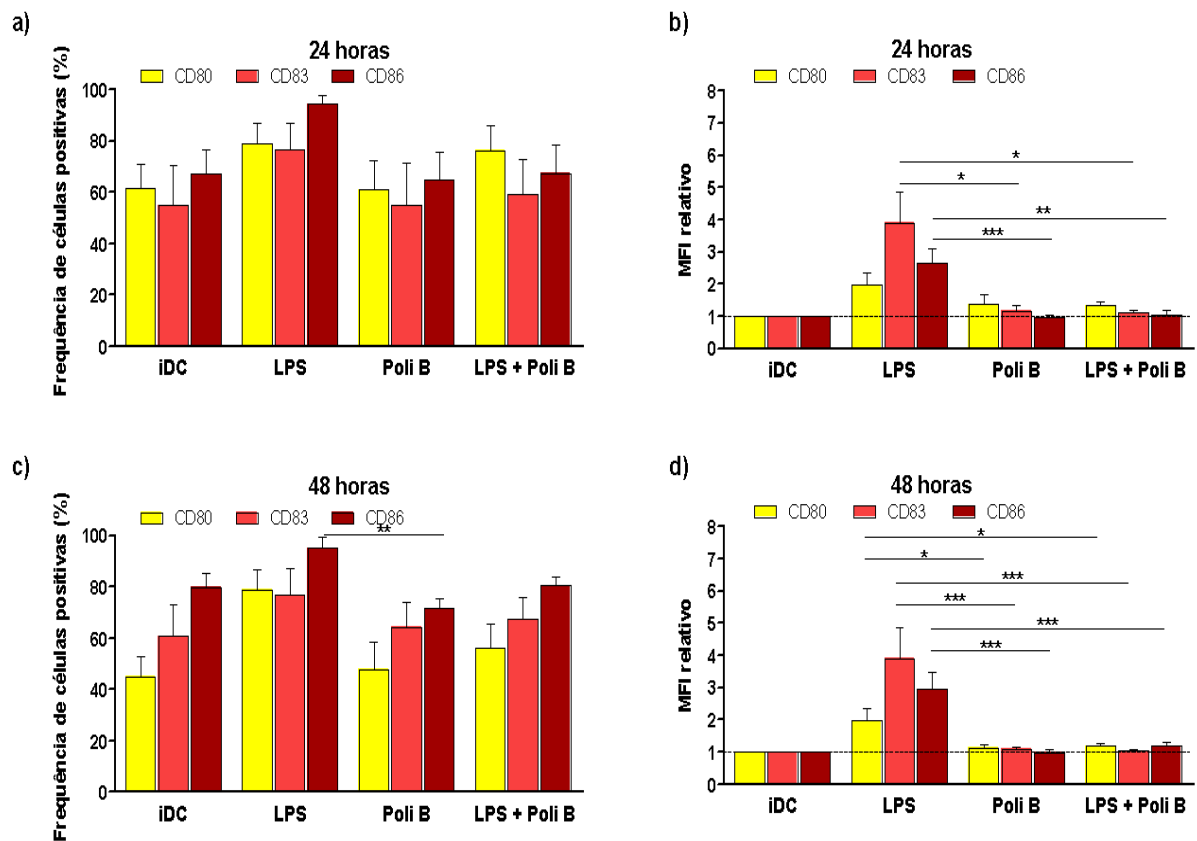 a)
24 horas
CD80 CD83 CD86
Frequência de células positivas (%)
100
80
60
40
20
0
iDC LPS Poli B LPS + Poli B
b)
24 horas
CD80 CD83 CD86
MFI relativo
8
7
6
5
4
3
2
1
0
*
*
**
***
iDC LPS Poli B LPS + Poli B
c)
48 horas
CD80 CD83 CD86
Frequência de células positivas (%)
100
80
60
40
20
0
**
iDC LPS Poli B LPS + Poli B
d)
48 horas
CD80 CD83 CD86
MFI relativo
8
7
6
5
4
3
2
1
0
*
*
***
***
***
***
iDC LPS Poli B LPS + Poli B